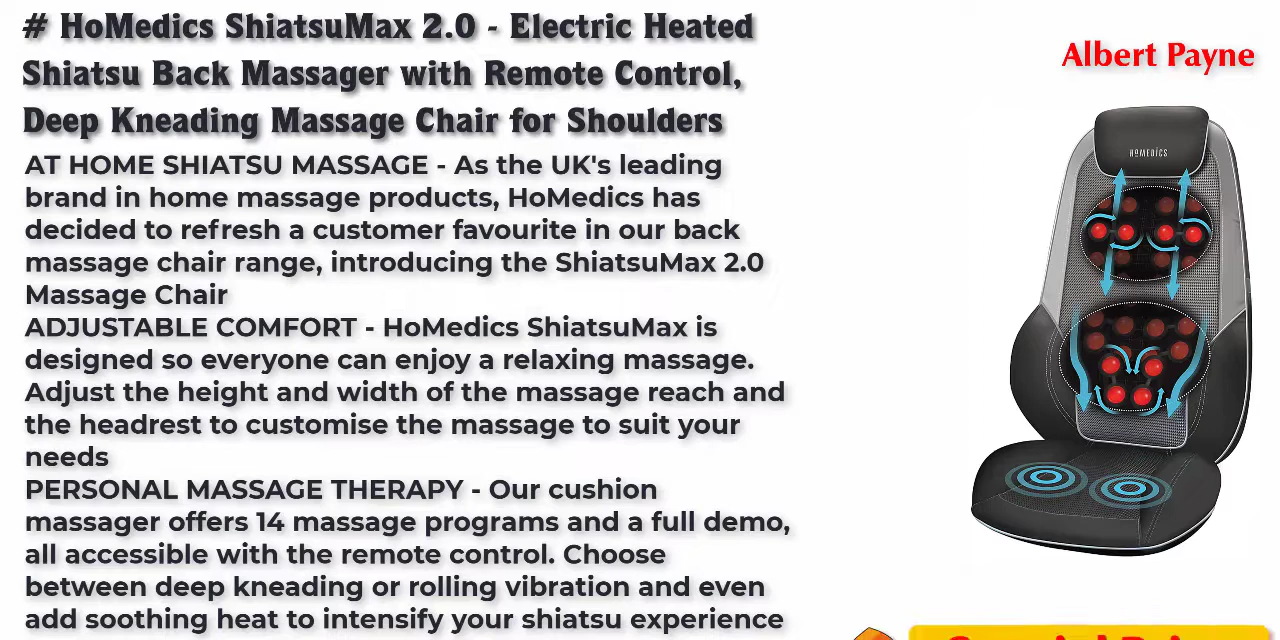 # HoMedics ShiatsuMax 2.0 - Electric Heated
Shiatsu Back Massager with Remote Control,
Deep Kneading Massage Chair for Shoulders
Albert Payne
HOMEDICS
AT HOME SHIATSU MASSAGE - As the UK's leading
brand in home massage products, HoMedics has
decided to refresh a customer favourite in our back
massage chair range, introducing the ShiatsuMax 2.0
Massage Chair
ADJUSTABLE COMFORT - HoMedics ShiatsuMax is
designed so everyone can enjoy a relaxing massage.
Adjust the height and width of the massage reach and
the headrest to customise the massage to suit your
needs
PERSONAL MASSAGE THERAPY - Our cushion
massager offers 14 massage programs and a full demo,
all accessible with the remote control. Choose
between deep kneading or rolling vibration and even
add soothing heat to intensify your shiatsu experience